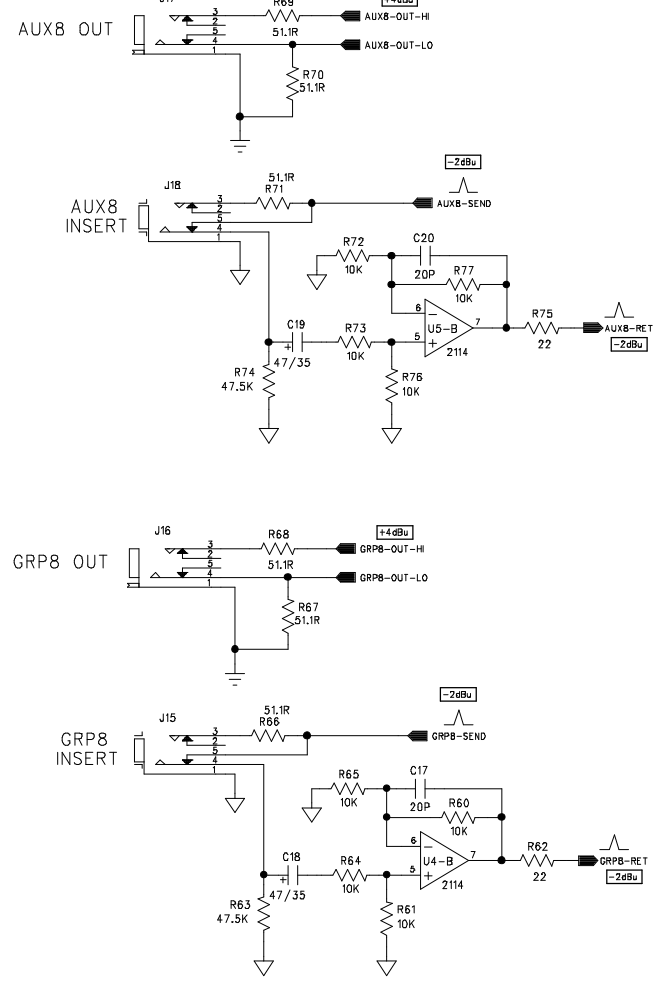 R69
+4dBu
3
AUX8-OUT-HI
2
AUX8 OUT
5
51.1R
4
AUX8-OUT-LO
1
R70
51.1R
-2dBu
51.1R
J18
R71
3
AUX8-SEND
AUX8
2
INSERT
5
4
1
R72
C20
10K
20P
R77
10K
6
R75
AUX8-RET
C19
R73
U5-B
7
5
2114
22
-2dBu
+
47/35
10K
R74
47.5K
R76
10K
J16
R68
+4dBu
3
GRP8-OUT-HI
2
GRP8 OUT
5
51.1R
4
GRP8-OUT-LO
1
R67
51.1R
-2dBu
51.1R
J15
R66
3
GRP8-SEND
GRP8
2
INSERT
5
4
1
R65
C17
10K
20P
R60
10K
6
R62
GRP8-RET
C18
R64
U4-B
7
5
2114
22
-2dBu
+
47/35
10K
R63
47.5K
R61
10K